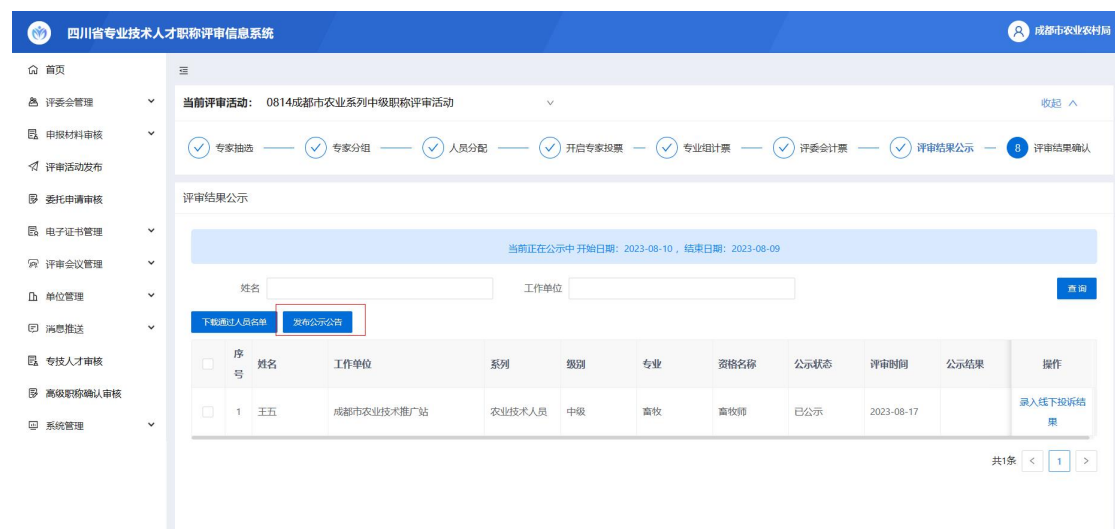 四川省专业技术人才职称评审信息系统
成都市农业农村局
首页
评委会管理
申报材料审核
评审活动发布
委托申请审核
电子证书管理
评审会议管理
单位管理
消息推送
专技人才审核
高级职称确认审核
系统管理
当前评审活动： 0814成都市农业系列中级职称评审活动
收起
专家抽选 专家分组 人员分配 开启专家投票 专业组计票 评委会计票 评审结果公示 8 评审结果确认
评审结果公示
当前正在公示中 开始日期：2023-08-10 ，结束日期：2023-08-09
姓名 工作单位 查询
下载通过人员名单 发布公示公告
序号 姓名 工作单位 系列 级别 专业 资格名称 公示状态 评审时间 公示结果 操作
1 王五 成都市农业技术推广站 农业技术人员 中级 畜牧 畜牧师 已公示 2023-08-17 录入线下投诉结果
共1条 < 1 >